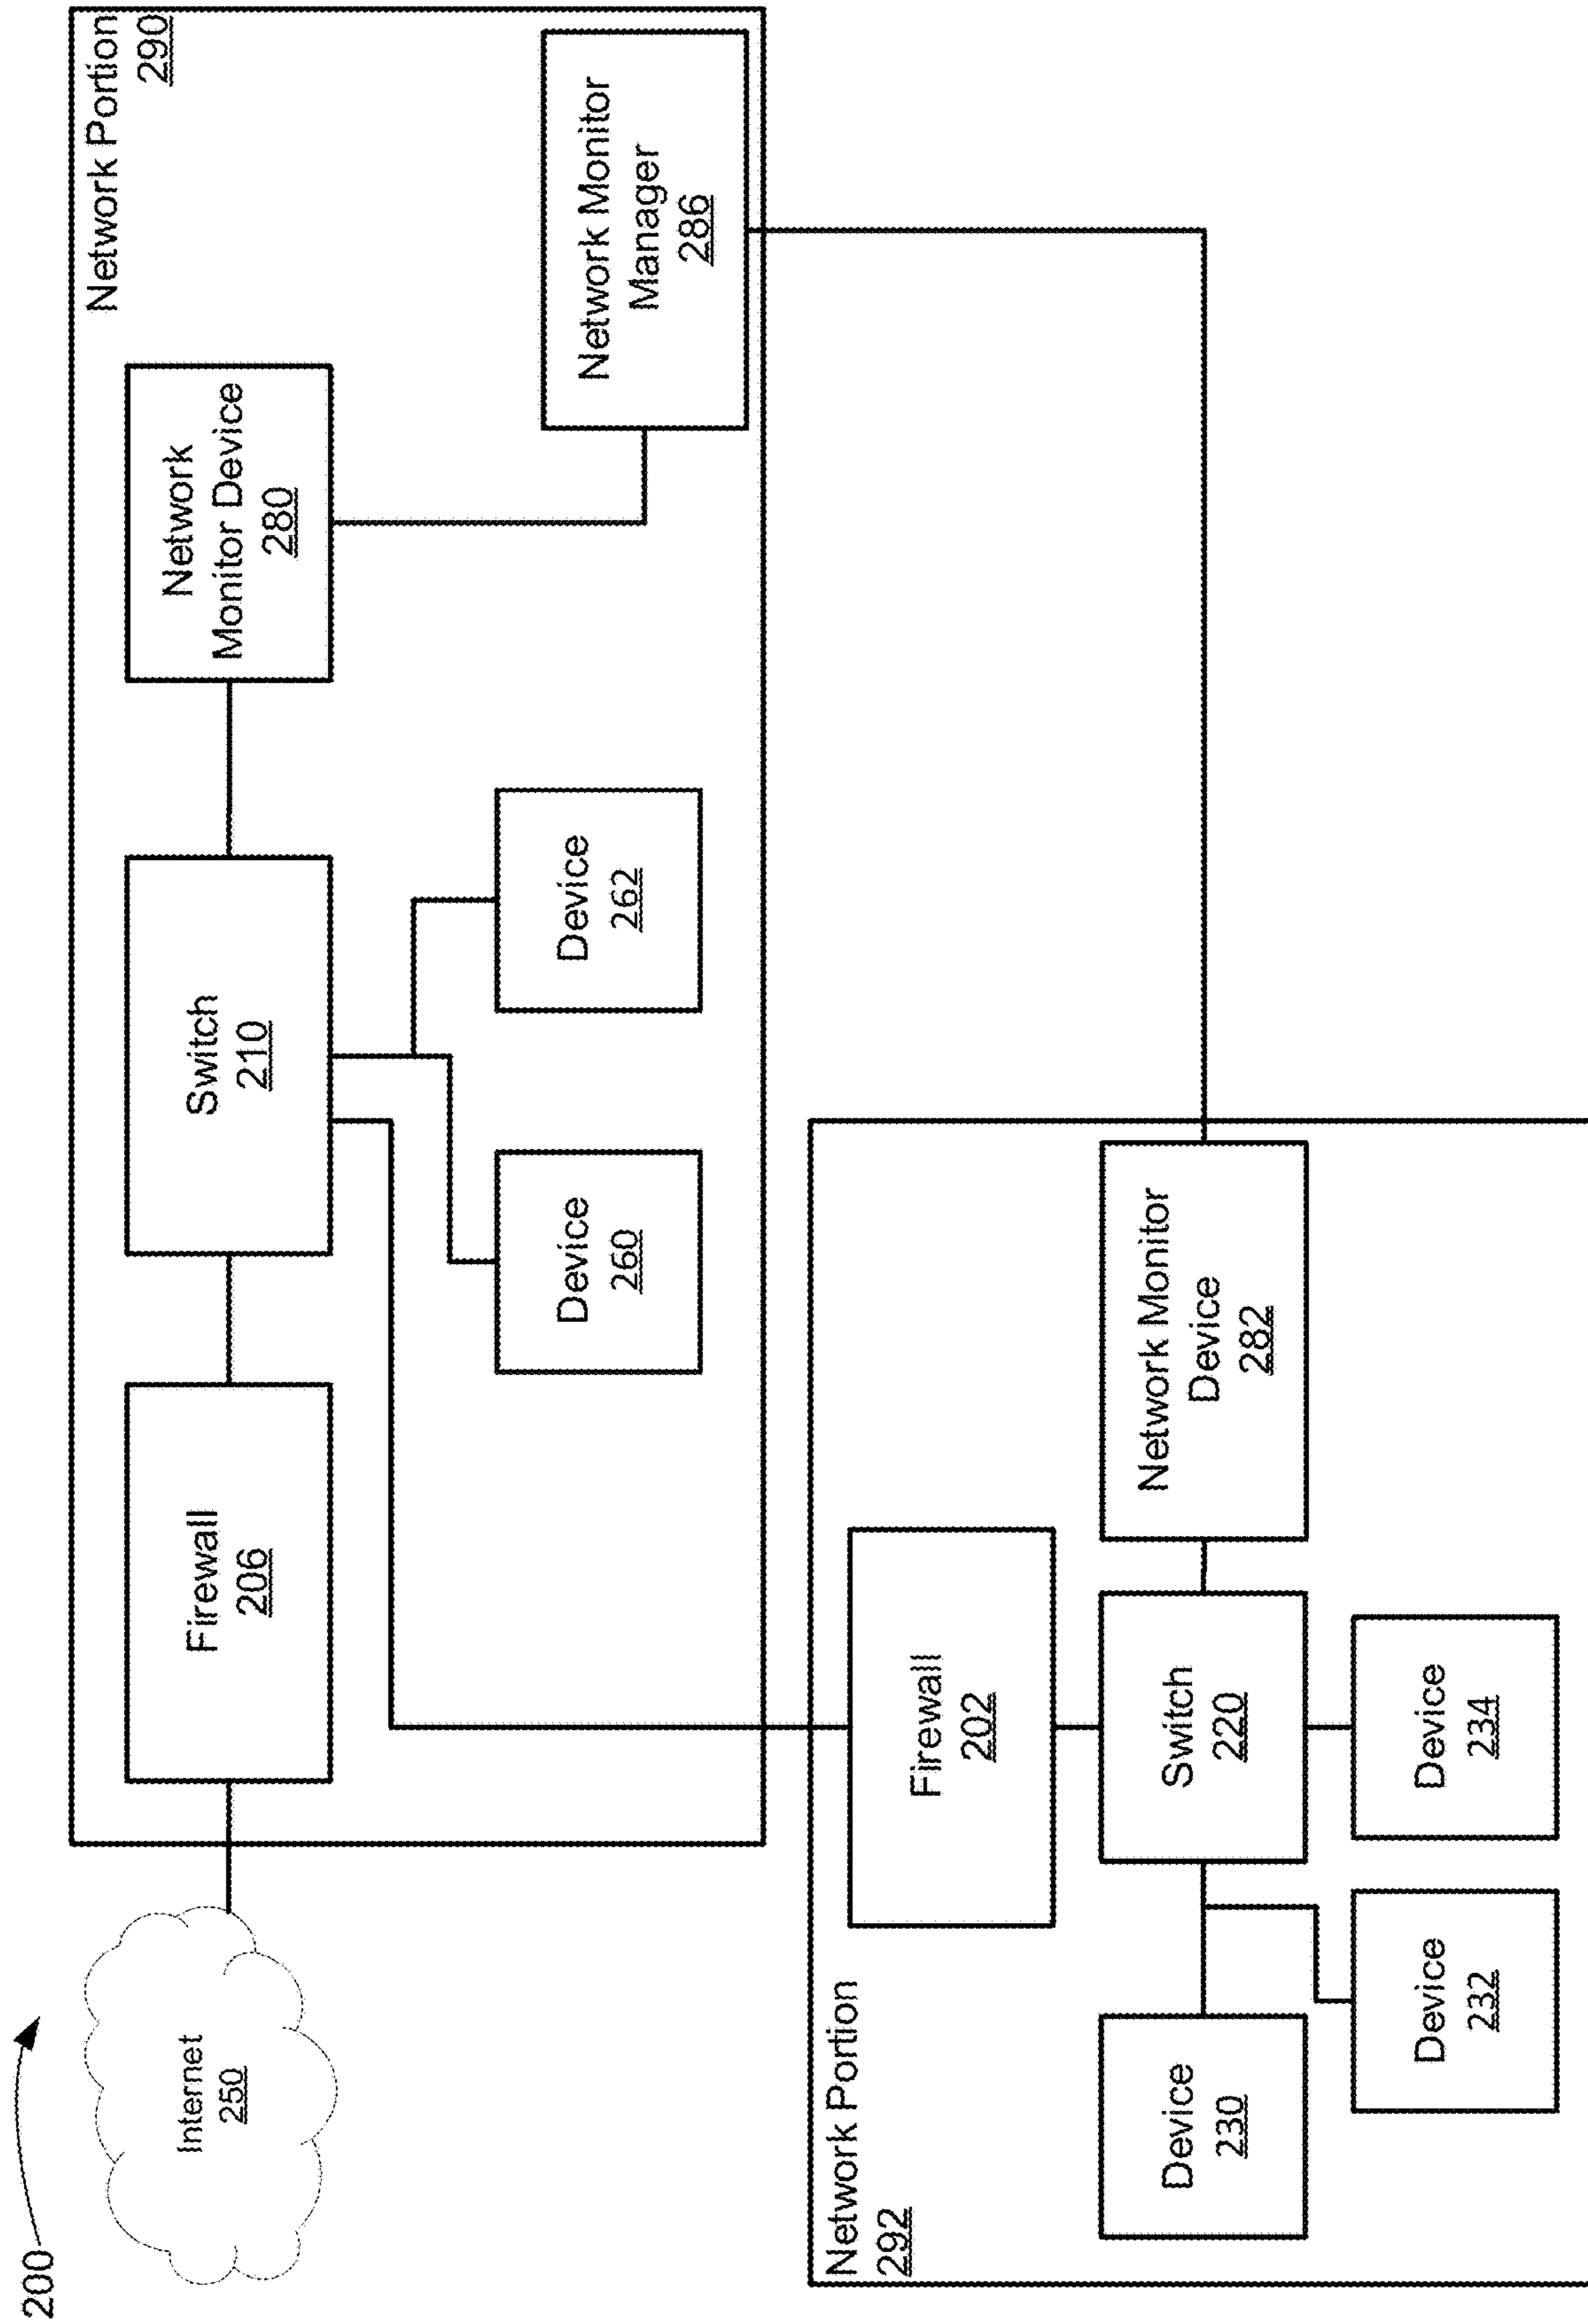 200
Internet
250
Network Portion
290
Firewall
206
Switch
210
Network
Monitor Device
280
Device
260
Device
262
Network Monitor
Manager
286
Network Portion
292
Firewall
202
Device
230
Switch
220
Network Monitor
Device
282
Device
232
Device
234